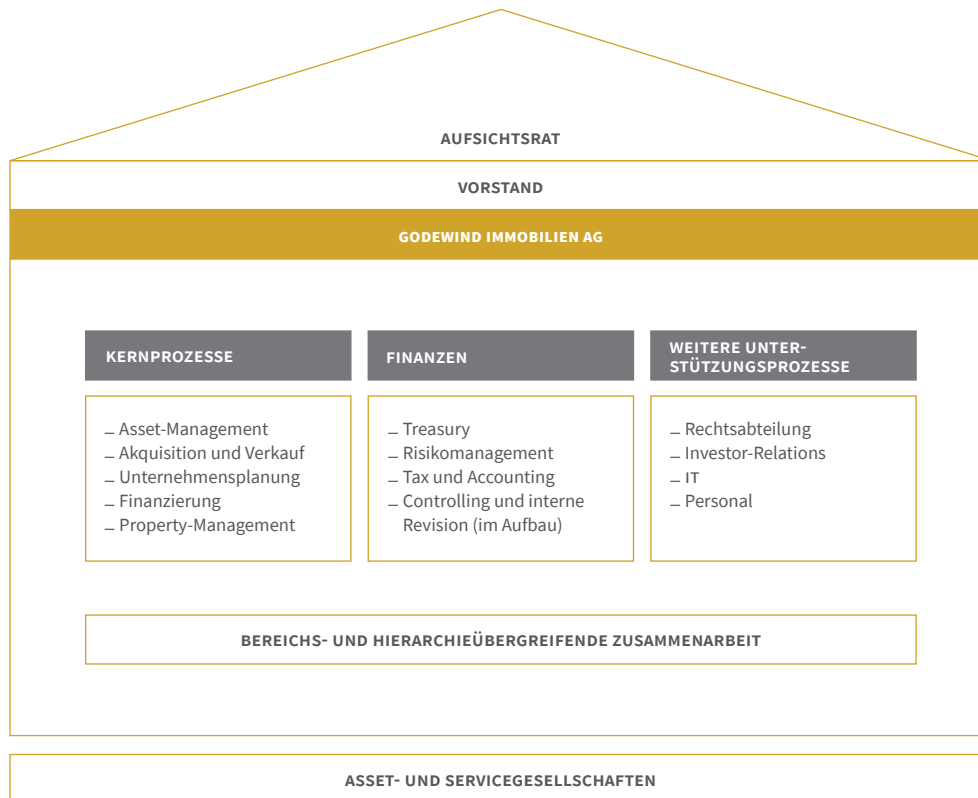 AUFSICHTSRAT
VORSTAND
GODEWIND IMMOBILIEN AG
KERNPROZESSE
– Asset-Management
– Akquisition und Verkauf
– Unternehmensplanung
– Finanzierung
– Property-Management
FINANZEN
– Treasury
– Risikomanagement
– Tax und Accounting
– Controlling und interne
Revision (im Aufbau)
WEITERE UNTER-
STÜTZUNGSPROZESSE
– Rechtsabteilung
– Investor-Relations
– IT
– Personal
BEREICHS- UND HIERARCHIEÜBERGREIFENDE ZUSAMMENARBEIT
ASSET- UND SERVICEGESELLSCHAFTEN